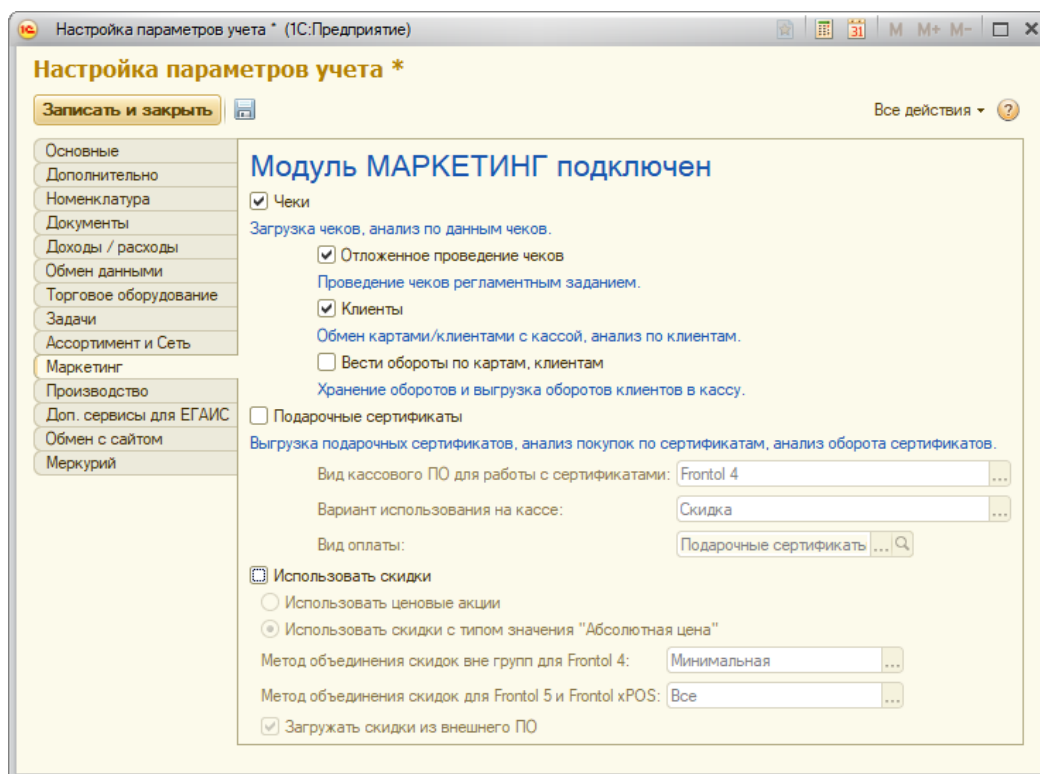 Настройка параметров учета * (1С:Предприятие)
31 M M+ M-
Настройка параметров учета *
Записать и закрыть
Все действия
?
Основные
Дополнительно
Номенклатура
Документы
Доходы / расходы
Обмен данными
Торговое оборудование
Задачи
Ассортимент и Сеть
Маркетинг
Производство
Доп. сервисы для ЕГАИС
Обмен с сайтом
Меркурий
Модуль МАРКЕТИНГ подключен
Чеки
Загрузка чеков, анализ по данным чеков.
Отложенное проведение чеков
Проведение чеков регламентным заданием.
Клиенты
Обмен картами/клиентами с кассой, анализ по клиентам.
Вести обороты по картам, клиентам
Хранение оборотов и выгрузка оборотов клиентов в кассу.
Подарочные сертификаты
Выгрузка подарочных сертификатов, анализ покупок по сертификатам, анализ оборота сертификатов.
Вид кассового ПО для работы с сертификатами: Frontol 4 ...
Вариант использования на кассе: Скидка ...
Вид оплаты: Подарочные сертификаты ...
Использовать скидки
Использовать ценовые акции
Использовать скидки с типом значения "Абсолютная цена"
Метод объединения скидок вне групп для Frontol 4: Минимальная ...
Метод объединения скидок для Frontol 5 и Frontol xPOS: Все ...
Загружать скидки из внешнего ПО